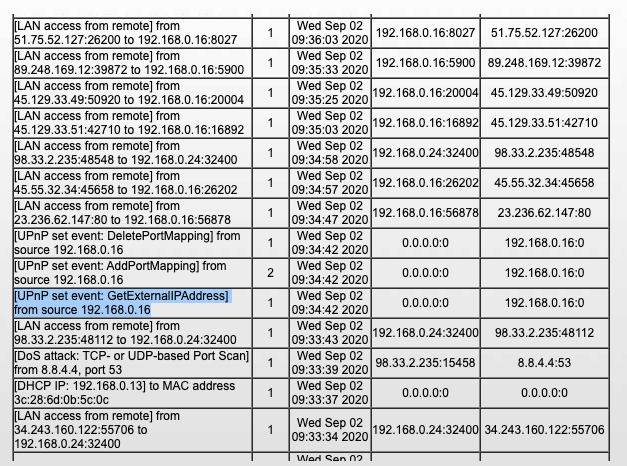 [LAN access from remote] from
51.75.52.127:26200 to 192.168.0.16:8027
1
Wed Sep 02
09:36:03 2020
192.168.0.16:8027
51.75.52.127:26200
[LAN access from remote] from
89.248.169.12:39872 to 192.168.0.16:5900
1
Wed Sep 02
09:35:33 2020
192.168.0.16:5900
89.248.169.12:39872
[LAN access from remote] from
45.129.33.49:50920 to 192.168.0.16:20004
1
Wed Sep 02
09:35:25 2020
192.168.0.16:20004
45.129.33.49:50920
[LAN access from remote] from
45.129.33.51:42710 to 192.168.0.16:16892
1
Wed Sep 02
09:35:03 2020
192.168.0.16:16892
45.129.33.51:42710
[LAN access from remote] from
98.33.2.235:48548 to 192.168.0.24:32400
1
Wed Sep 02
09:34:58 2020
192.168.0.24:32400
98.33.2.235:48548
[LAN access from remote] from
45.55.32.34:45658 to 192.168.0.16:26202
1
Wed Sep 02
09:34:57 2020
192.168.0.16:26202
45.55.32.34:45658
[LAN access from remote] from
23.236.62.147:80 to 192.168.0.16:56878
1
Wed Sep 02
09:34:47 2020
192.168.0.16:56878
23.236.62.147:80
[UPnP set event: DeletePortMapping] from
source 192.168.0.16
1
Wed Sep 02
09:34:42 2020
0.0.0.0:0
192.168.0.16:0
[UPnP set event: AddPortMapping] from
source 192.168.0.16
2
Wed Sep 02
09:34:42 2020
0.0.0.0:0
192.168.0.16:0
[UPnP set event: GetExternalIPAddress]
from source 192.168.0.16
1
Wed Sep 02
09:34:42 2020
0.0.0.0:0
192.168.0.16:0
[LAN access from remote] from
98.33.2.235:48112 to 192.168.0.24:32400
1
Wed Sep 02
09:33:43 2020
192.168.0.24:32400
98.33.2.235:48112
[DoS attack: TCP- or UDP-based Port Scan]
from 8.8.4.4, port 53
1
Wed Sep 02
09:33:39 2020
98.33.2.235:15458
8.8.4.4:53
[DHCP IP: 192.168.0.13] to MAC address
3c:28:6d:0b:5c:0c
1
Wed Sep 02
09:33:37 2020
0.0.0.0:0
0.0.0.0:0
[LAN access from remote] from
34.243.160.122:55706 to
192.168.0.24:32400
1
Wed Sep 02
09:33:34 2020
192.168.0.24:32400
34.243.160.122:55706
Wed Sep 02